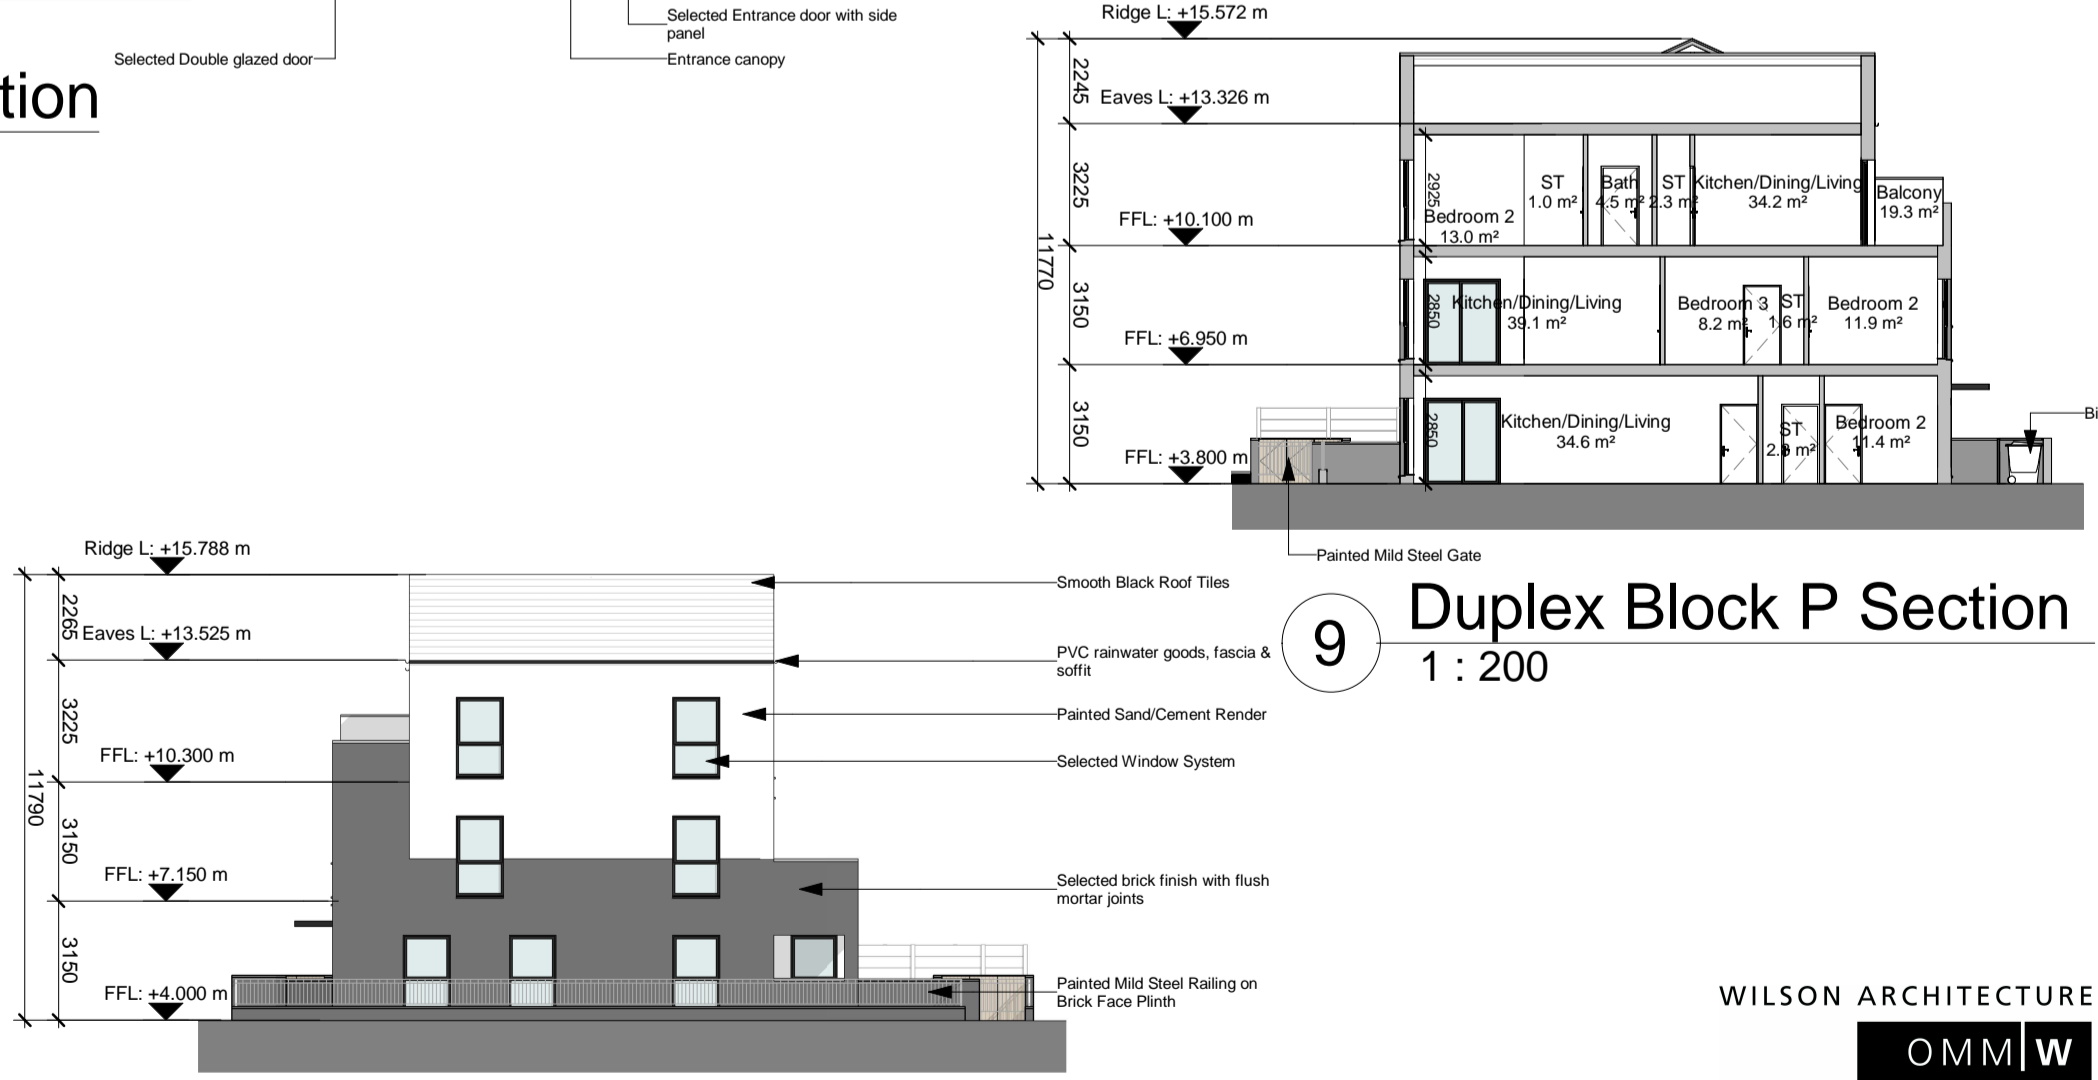 Selected Entrance door with side
panel
Selected Double glazed door
Entrance canopy
tion
Ridge L: +15.572 m
2245
Eaves L: +13.326 m
3225
FFL: +10.100 m
11770
3150
FFL: +6.950 m
3150
FFL: +3.800 m
2925
Bedroom 2
13.0 m²
ST
1.0 m²
Bath
4.5 m²
ST
2.3 m²
Kitchen/Dining/Living
34.2 m²
Balcony
19.3 m²
2850
Kitchen/Dining/Living
39.1 m²
Bedroom 3
8.2 m²
ST
1.6 m²
Bedroom 2
11.9 m²
2850
Kitchen/Dining/Living
34.6 m²
ST
Bedroom 2
11.4 m²
Bi
Painted Mild Steel Gate
9
Duplex Block P Section
1 : 200
Ridge L: +15.788 m
2265
Eaves L: +13.525 m
3225
FFL: +10.300 m
11790
3150
FFL: +7.150 m
3150
FFL: +4.000 m
Smooth Black Roof Tiles
PVC rainwater goods, fascia &
soffit
Painted Sand/Cement Render
Selected Window System
Selected brick finish with flush
mortar joints
Painted Mild Steel Railing on
Brick Face Plinth
WILSON ARCHITECTURE
OMM W